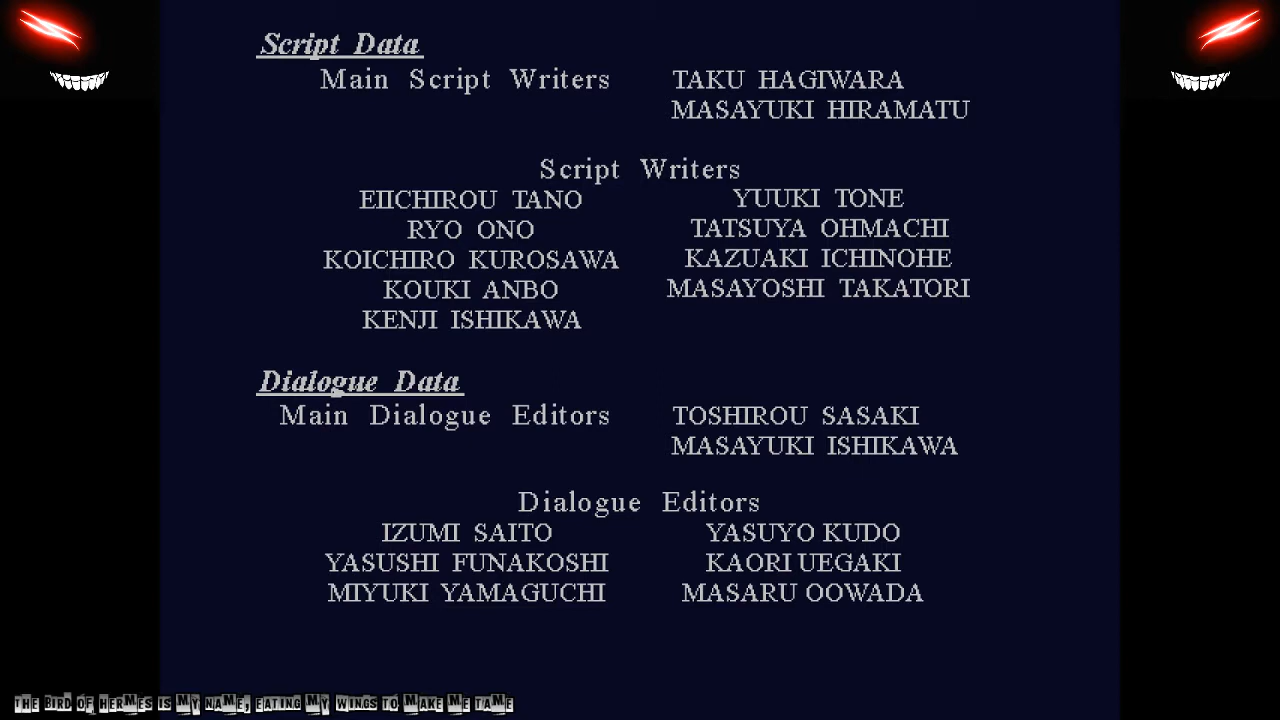 Script Data
Main Script Writers TAKU HAGIWARA
MASAYUKI HIRAMATU
Script Writers
EIICHIROU TANO YUUKI TONE
RYO ONO TATSUYA OHMACHI
KOICHIRO KUROSAWA KAZUAKI ICHINOHE
KOUKI ANBO MASAYOSHI TAKATORI
KENJI ISHIKAWA
Dialogue Data
Main Dialogue Editors TOSHIROU SASAKI
MASAYUKI ISHIKAWA
Dialogue Editors
IZUMI SAITO YASUYO KUDO
YASUSHI FUNAKOSHI KAORI UEGAKI
MIYUKI YAMAGUCHI MASARU OOWADA
THE BIRD OF HERMES IS MY NAME, EATING MY WINGS TO MAKE ME TAME